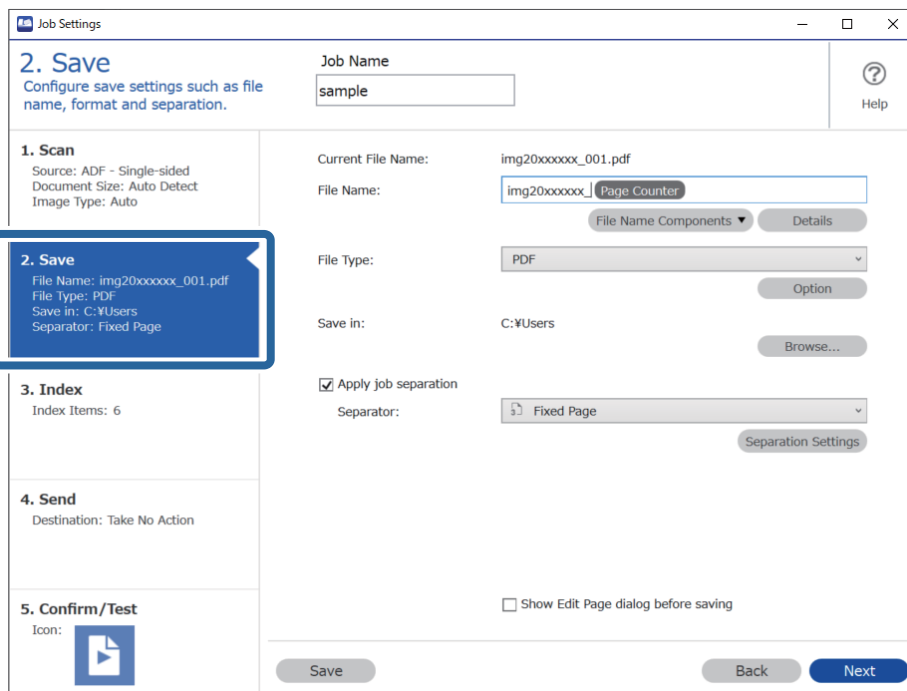 Job Settings
2. Save
Configure save settings such as file
name, format and separation.
Job Name
sample
Help
1. Scan
Source: ADF - Single-sided
Document Size: Auto Detect
Image Type: Auto
2. Save
File Name: img20xxxxxx_001.pdf
File Type: PDF
Save in: C:¥Users
Separator: Fixed Page
3. Index
Index Items: 6
4. Send
Destination: Take No Action
5. Confirm/Test
Icon:
Current File Name: img20xxxxxx_001.pdf
File Name: img20xxxxxx_ Page Counter
File Name Components ▼ Details
File Type: PDF
Option
Save in: C:¥Users
Browse...
Apply job separation
Separator: 3 Fixed Page
Separation Settings
Show Edit Page dialog before saving
Save Back Next